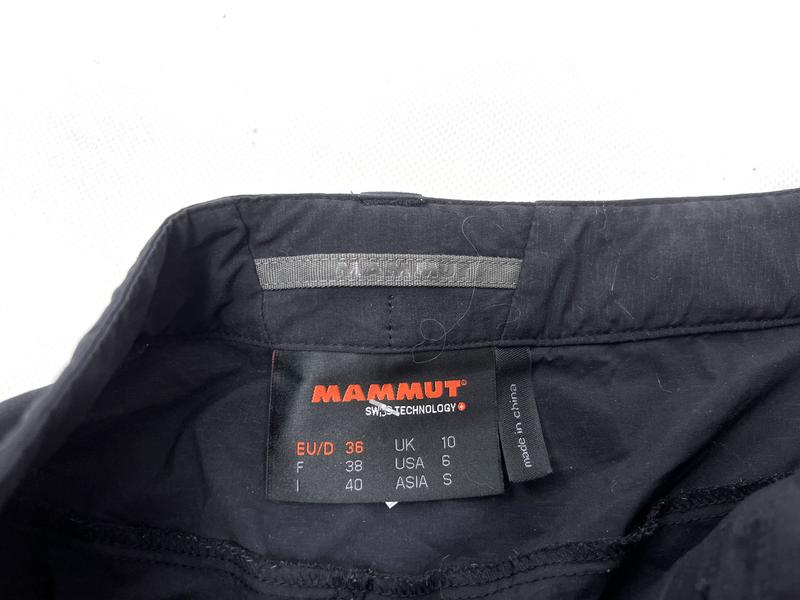 MAMMUT
MAMMUT®
SWISS TECHNOLOGY
EU/D 36 UK 10
F 38 USA 6
I 40 ASIA S
made in china